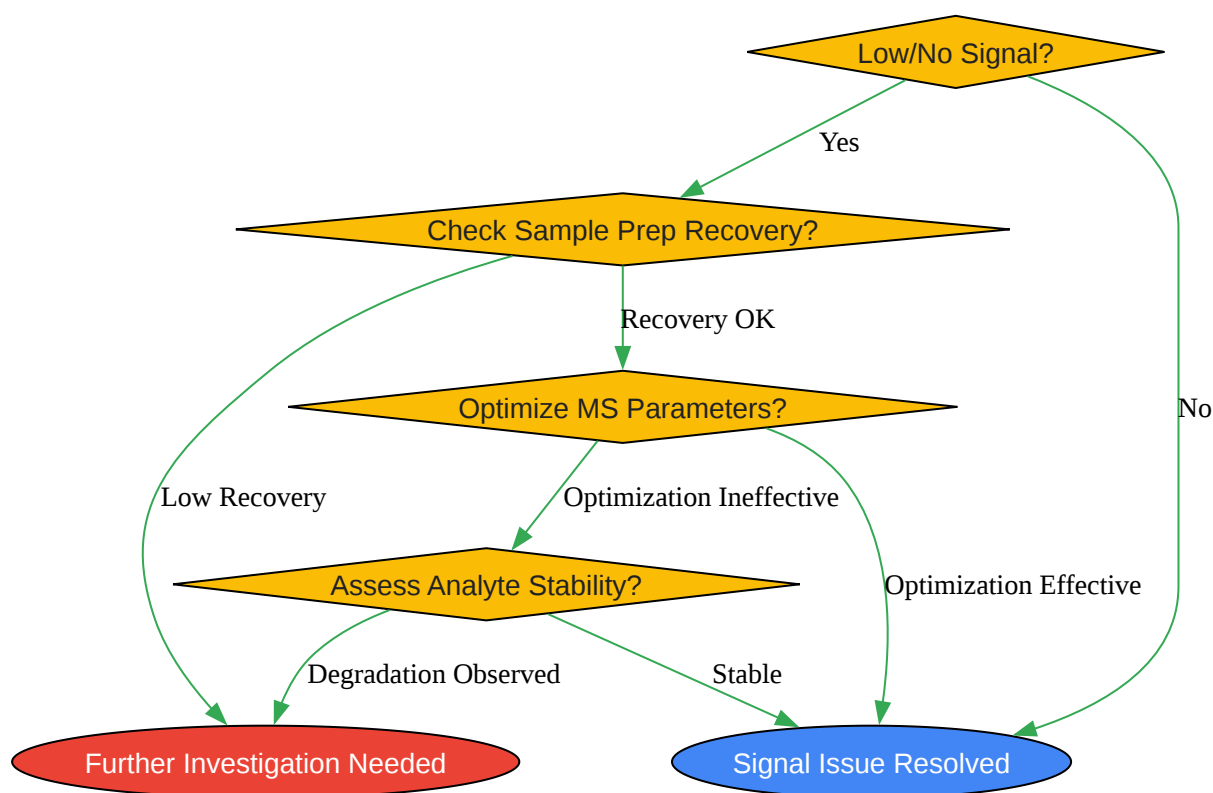 Low/No Signal?
Yes
Check Sample Prep Recovery?
Recovery OK
Optimize MS Parameters?
No
Low Recovery
Optimization Ineffective
Assess Analyte Stability?
Optimization Effective
Degradation Observed
Stable
Further Investigation Needed
Signal Issue Resolved